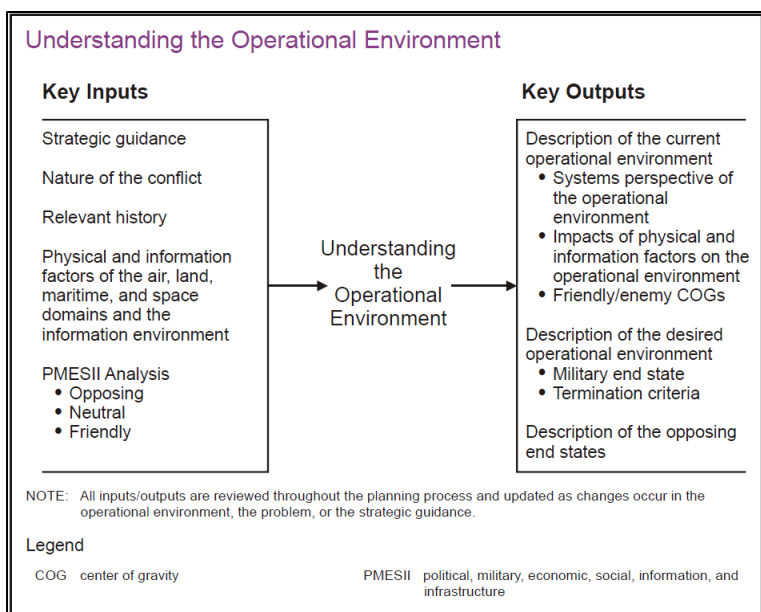 Understanding the Operational Environment
Key Inputs
Strategic guidance
Nature of the conflict
Relevant history
Physical and information
factors of the air, land,
maritime, and space
domains and the
information environment
PMESII Analysis
• Opposing
• Neutral
• Friendly
Understanding
the
Operational
Environment
Key Outputs
Description of the current
operational environment
• Systems perspective of
the operational
environment
• Impacts of physical and
information factors on the
operational environment
• Friendly/enemy COGs
Description of the desired
operational environment
• Military end state
• Termination criteria
Description of the opposing
end states
NOTE: All inputs/outputs are reviewed throughout the planning process and updated as changes occur in the
operational environment, the problem, or the strategic guidance.
Legend
COG center of gravity
PMESII political, military, economic, social, information, and
infrastructure